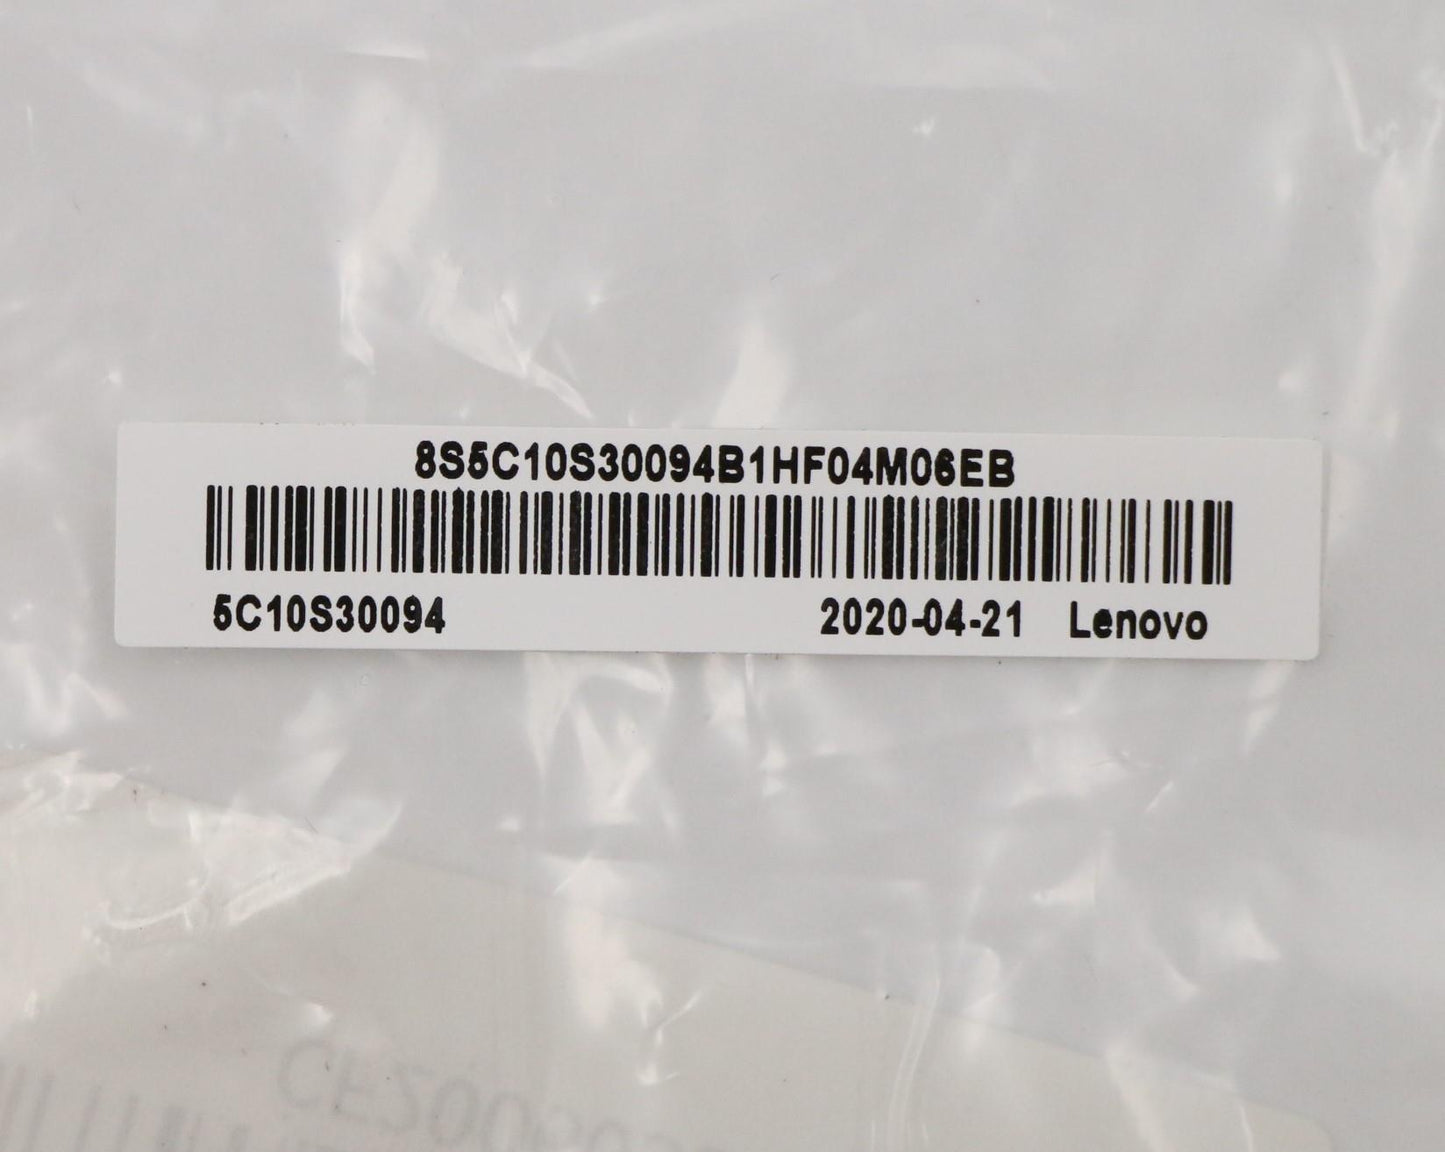 8S5C10S30094B1HF04M06EB
5C10S30094 2020-04-21 Lenovo